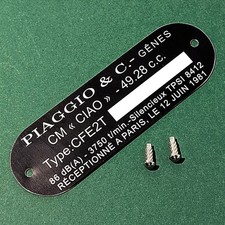 PIAGGIO & C.- GÊNES
CM « CIAO » - 49.28 c.c.
Type:CFE2T
86 dB(A) - 3750 t/min.-Silencieux TPSI 8412
RÉCEPTIONNÉ A PARIS, LE 12 JUIN 1981